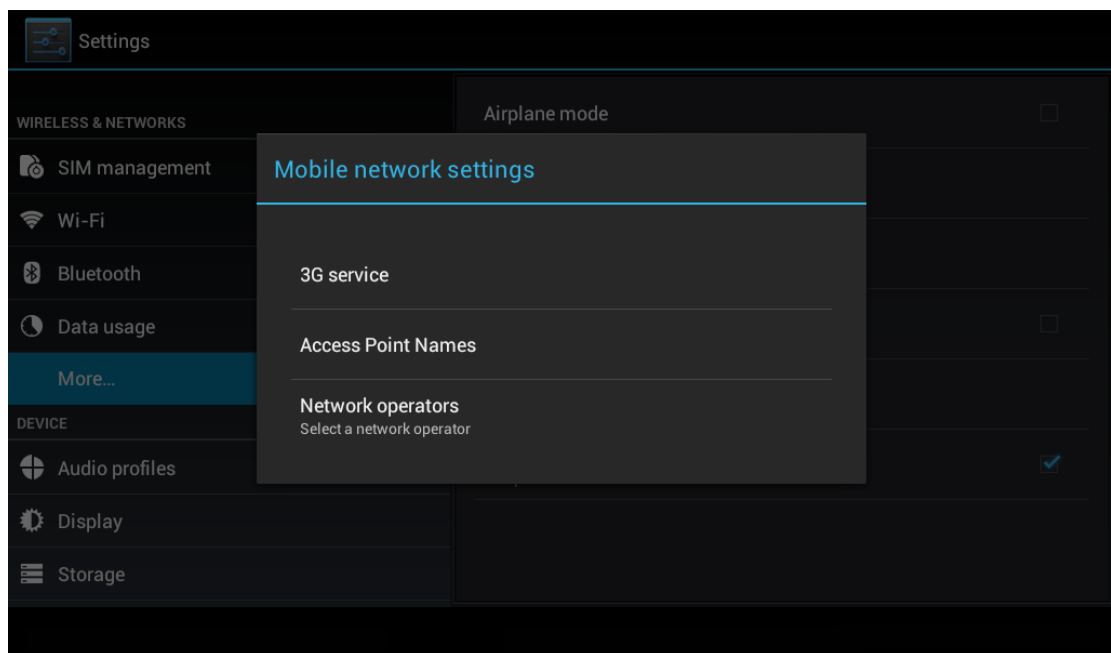 Settings
WIRELESS & NETWORKS
SIM management
Wi-Fi
Bluetooth
Data usage
More...
DEVICE
Audio profiles
Display
Storage
Airplane mode
Mobile network settings
3G service
Access Point Names
Network operators
Select a network operator